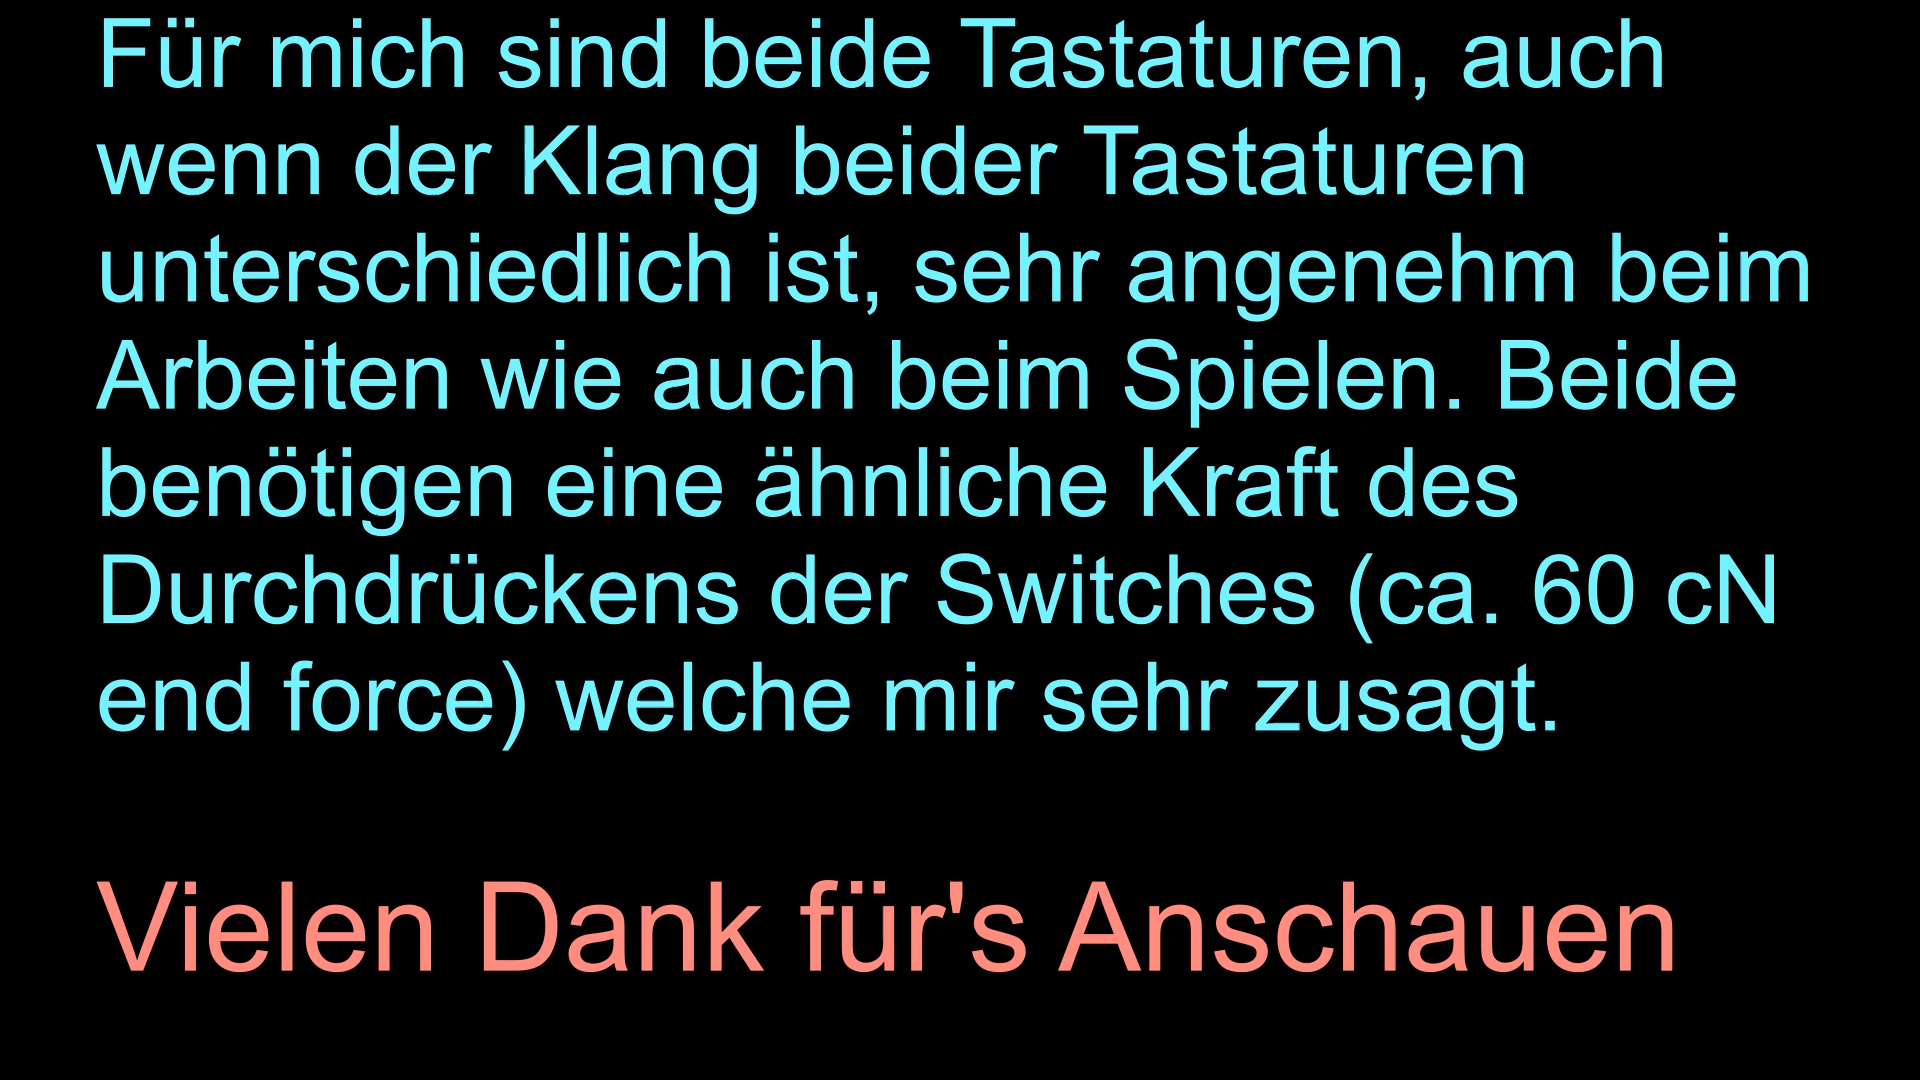 Für mich sind beide Tastaturen, auch
wenn der Klang beider Tastaturen
unterschiedlich ist, sehr angenehm beim
Arbeiten wie auch beim Spielen. Beide
benötigen eine ähnliche Kraft des
Durchdrückens der Switches (ca. 60 cN
end force) welche mir sehr zusagt.
Vielen Dank für's Anschauen